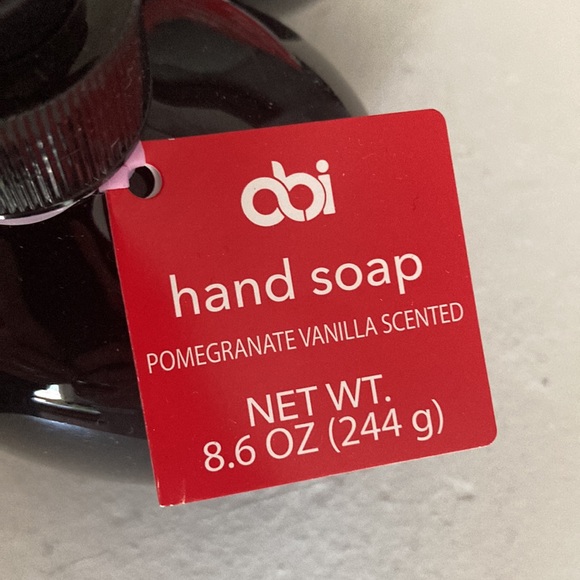 abi
hand soap
POMEGRANATE VANILLA SCENTED
NET WT.
8.6 OZ (244 g)